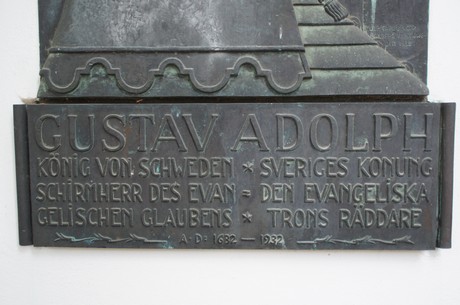 GUSTAV ADOLPH
KÖNIG VON SCHWEDEN * SVERIGES KONUNG
SCHIRMHERR DES EVAN = DEN EVANGELISKA
GELISCHEN GLAUBENS * TRONS RÄDDARE
A·D· 1632 — 1932